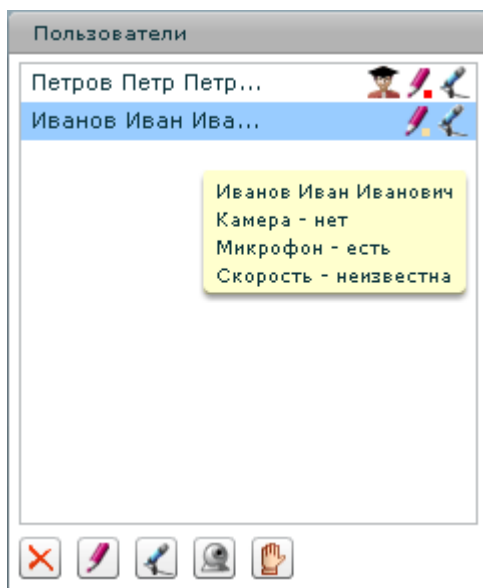 Пользователи
Петров Петр Петр...
Иванов Иван Ива...
Иванов Иван Иванович
Камера - нет
Микрофон - есть
Скорость - неизвестна